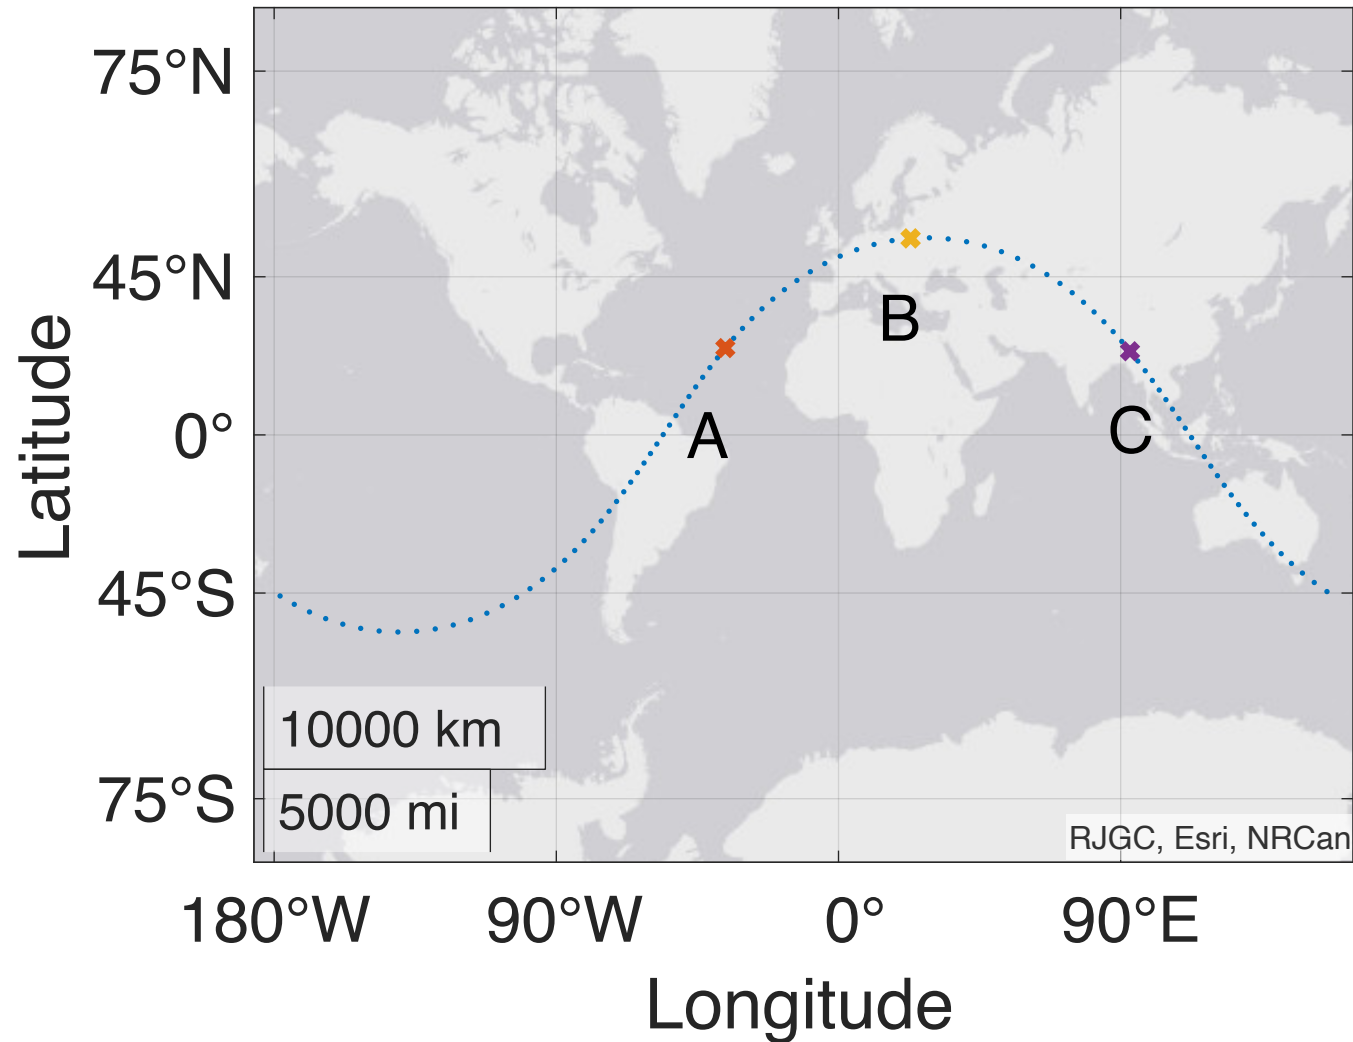 75°N
45°N
0°
45°S
75°S
Latitude
A
B
C
10000 km
5000 mi
RJGC, Esri, NRCan
180°W 90°W 0° 90°E
Longitude